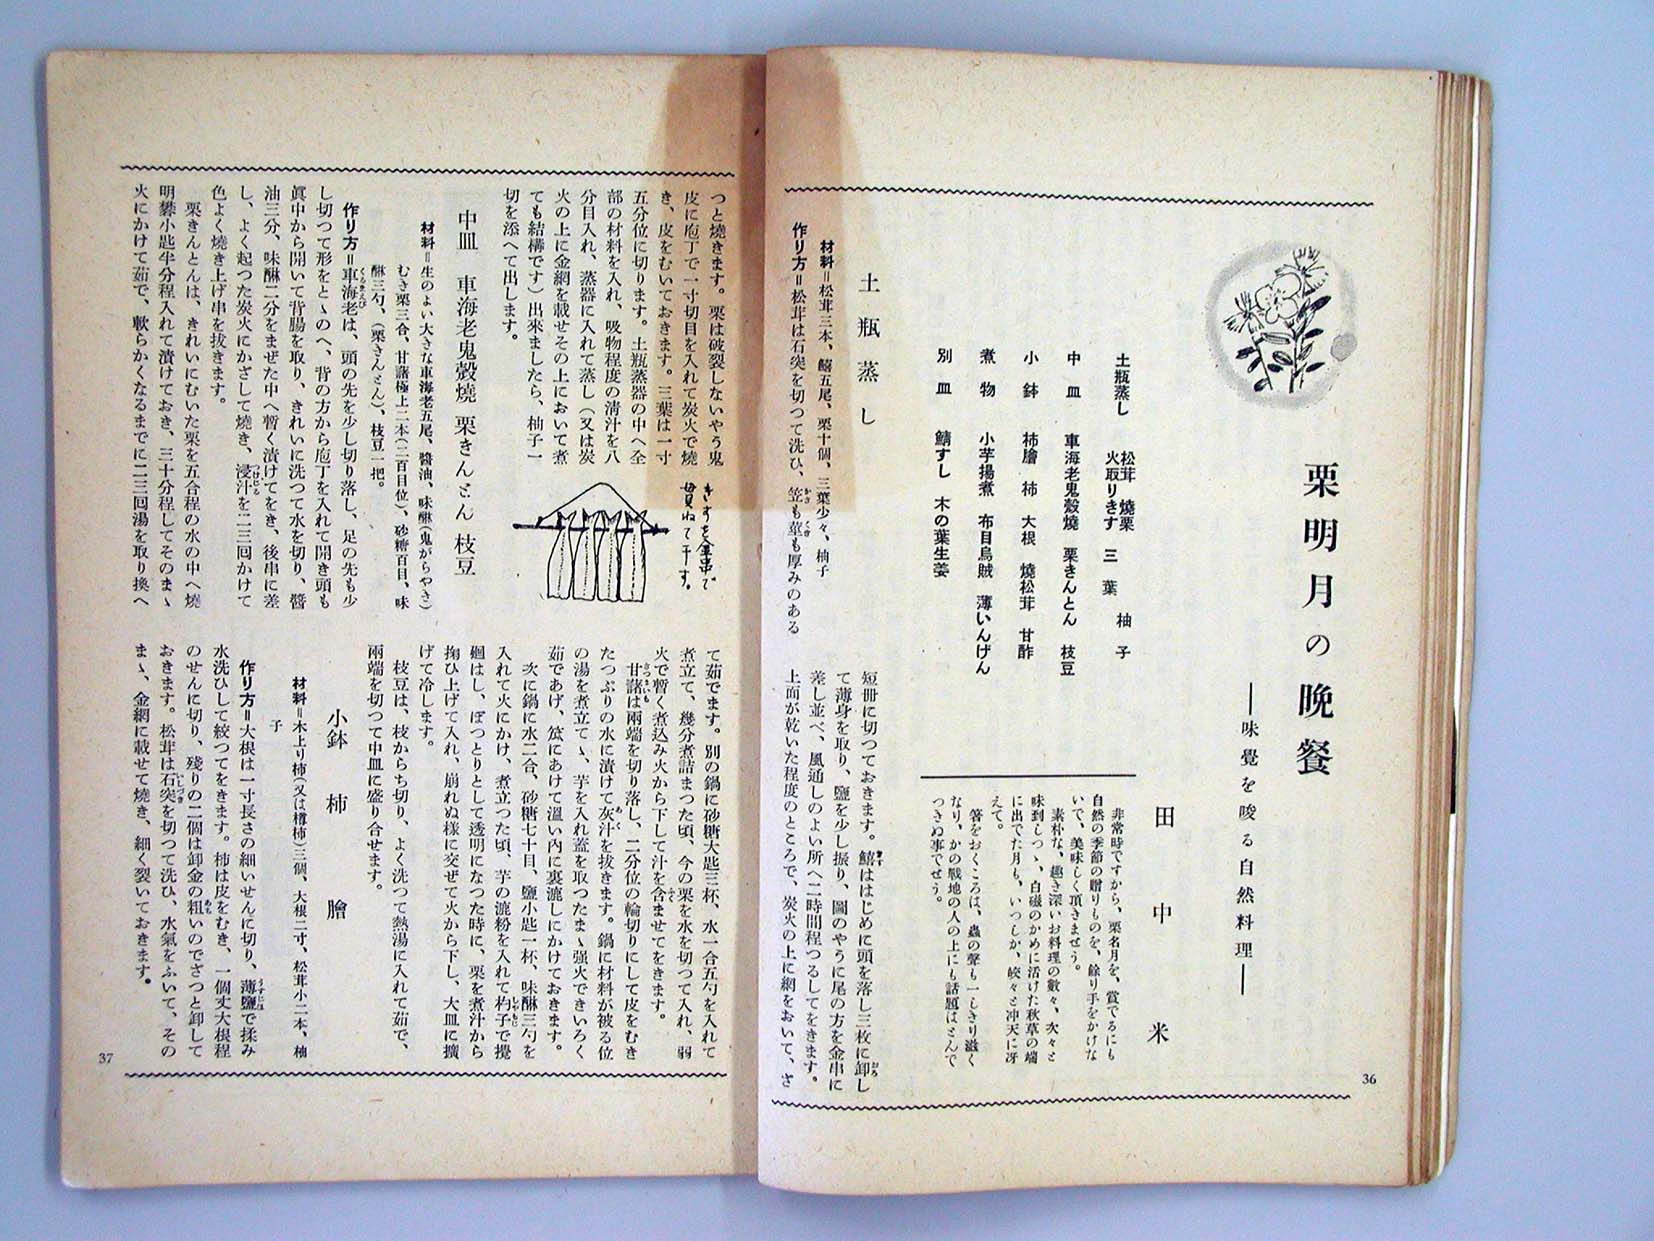 栗明月の晩餐
―味覺を唆る自然料理―
田中米
土瓶蒸し 松茸 燒栗 柚子
火取りきす 三葉
中皿 車海老鬼殼燒 栗きんとん 枝豆
小鉢 柿膾 柿 大根 燒松茸 甘酢
煮物 小芋揚煮 布目烏賊 薄いんげん
別皿 鯖すし 木の葉生姜
非常時ですから、栗名月を、賞でるにも
自然の季節の贈りものを、餘り手をかけな
いで、美味しく頂きませう。
素朴な、趣き深いお料理の數々、次々と
味到しつゝ、白磁のかめに活けた秋草の端
に出でた月も、いつしか、皎々と冲天に冴
えて。
箸をおくころは、蟲の聲も一しきり滋く
なり、かの戰地の人の上にも話題はとんで
つきぬ事でせう。
土瓶蒸し
材料=松茸三本、鱚五尾、栗十個、三葉少々、柚子
作り方=松茸は石突を切つて洗ひ、笠も莖も厚みのある
短册に切つておきます。鱚ははじめに頭を落し三枚に卸し
て薄身を取り、鹽を少し振り、圖のやうに尾の方を金串に
差し並べ、風通しのよい所へ二時間程つるしてをきます。
上面が乾いた程度のところで、炭火の上に網をおいて、さ
36
つと燒きます。栗は破裂しないやう鬼
皮に庖丁で一寸切目を入れて炭火で燒
き、皮をむいておきます。三葉は一寸
五分位に切ります。土瓶蒸器の中へ全
部の材料を入れ、吸物程度の淸汁を八
分目入れ、蒸器に入れて蒸し(又は炭
火の上に金網を載せその上において煮
ても結構です)出來ましたら、柚子一
切を添へて出します。
きすを金串で
貫ねて干す。
中皿 車海老鬼殼燒 栗きんとん 枝豆
材料=生のよい大きな車海老五尾、醬油、味醂(鬼がらやき)
むき栗三合、甘藷極上二本(二百目位)、砂糖百目、味
醂三勺、(栗きんとん)、枝豆一把。
作り方=車海老は、頭の先を少し切り落し、足の先も少
し切つて形をとゝのへ、背の方から庖丁を入れて開き頭も
眞中から開いて背腸を取り、きれいに洗つて水を切り、醬
油三分、味醂二分をまぜた中へ暫く漬けてをき、後串に差
し、よく起つた炭火にかざして燒き、浸汁を二三回かけて
色よく燒き上げ串を拔きます。
栗きんとんは、きれいにむいた栗を五合程の水の中へ燒
明礬小匙半分程入れて漬けておき、三十分程してそのまゝ
火にかけて茹で、軟らかくなるまでに二三回湯を取り換へ
て茹でます。別の鍋に砂糖大匙三杯、水一合五勺を入れて
煮立て、幾分煮詰まつた頃、今の栗を水を切つて入れ、弱
火で暫く煮込み火から下して汁を含ませてをきます。
甘藷は兩端を切り落し、二分位の輪切りにして皮をむき
たつぷりの水に漬けて灰汁を拔きます。鍋に材料が被る位
の湯を煮立てゝ、芋を入れ蓋を取つたまゝ强火できいろく
茹であげ、笊にあけて溫い内に裏漉しにかけておきます。
次に鍋に水二合、砂糖七十目、鹽小匙一杯、味醂三勺を
入れて火にかけ、煮立つた頃、芋の漉粉を入れて杓子で攪
廻はし、ぽつとりとして透明になつた時に、栗を煮汁から
掬ひ上げて入れ、崩れぬ樣に交ぜて火から下し、大皿に擴
げて冷します。
枝豆は、枝からち切り、よく洗つて熱湯に入れて茹で、
兩端を切つて中皿に盛り合せます。
小鉢 柿膾
材料=木上り柿(又は樽柿)三個、大根二寸、松茸小二本、柚
子
作り方=大根は一寸長さの細いせんに切り、薄鹽で揉み
水洗ひして絞つてをきます。柿は皮をむき、一個丈大根程
のせんに切り、殘りの二個は卸金の粗いのでさつと卸して
おきます。松茸は石突を切つて洗ひ、水氣をふいて、その
まゝ、金網に載せて燒き、細く裂いておきます。
37